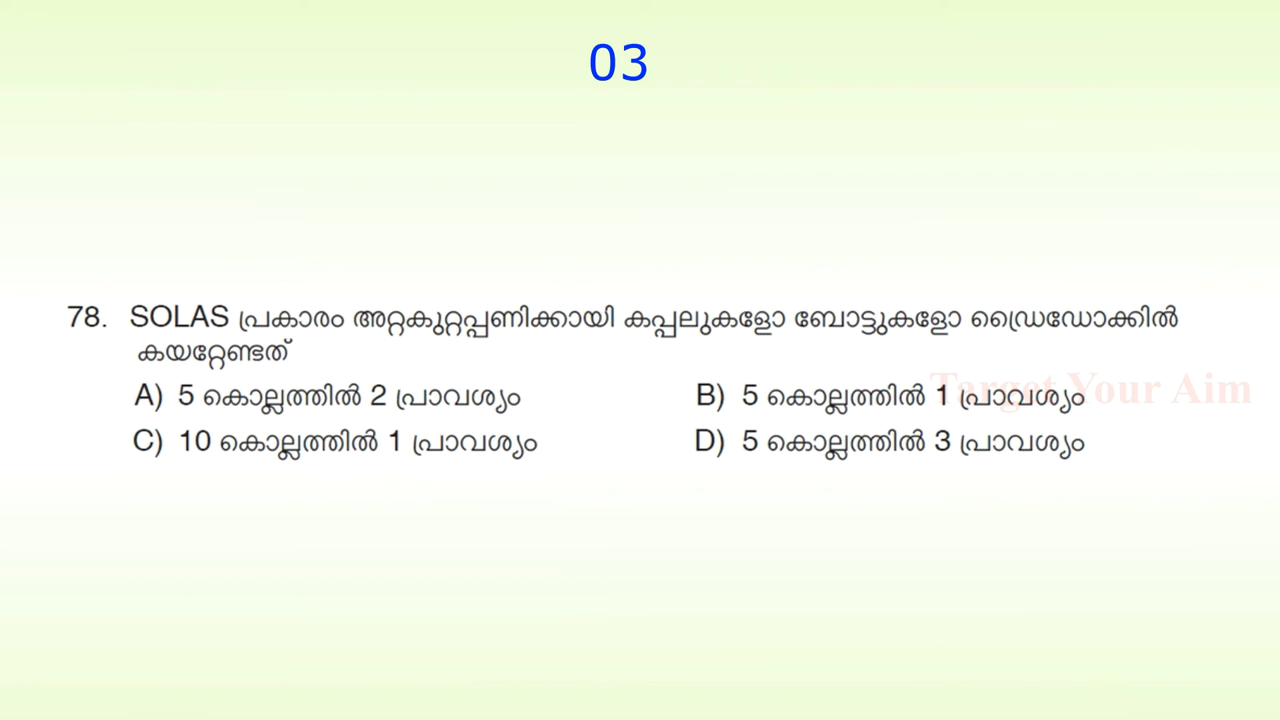 03
78. SOLAS പ്രകാരം അറ്റകുറ്റപ്പണിക്കായി കപ്പലുകളോ ബോട്ടുകളോ ഡ്രൈഡോക്കിൽ
കയറ്റേണ്ടത്
A) 5 കൊല്ലത്തിൽ 2 പ്രാവശ്യം B) 5 കൊല്ലത്തിൽ 1 പ്രാവശ്യം
Target Your Aim
C) 10 കൊല്ലത്തിൽ 1 പ്രാവശ്യം D) 5 കൊല്ലത്തിൽ 3 പ്രാവശ്യം